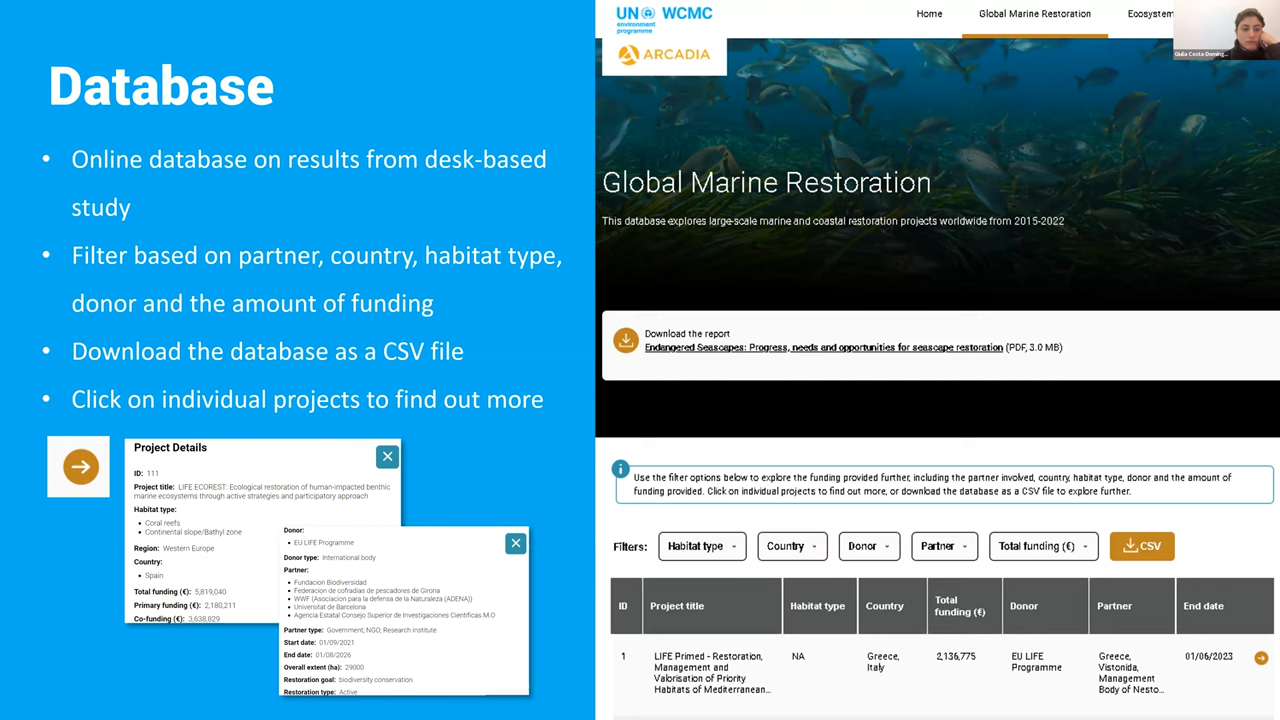 Database
• Online database on results from desk-based
study
• Filter based on partner, country, habitat type,
donor and the amount of funding
• Download the database as a CSV file
• Click on individual projects to find out more
Project Details
ID: 111
Project title: LIFE ECOREST: Ecological restoration of human-impacted benthic
marine ecosystems through active strategies and participatory approach
Habitat type:
• Coral reefs
• Continental slope/Bathyl zone
Region: Western Europe
Country:
• Spain
Total funding (€): 5,819,040
Primary funding (€): 2,180,211
Co-funding (€): 3,638,829
Donor:
• EU LIFE Programme
Donor type: International body
Partner:
• Fundacion Biodiversidad
• Federacion de cofradias de pescadores de Girona
• WWF (Asociacion para la defensa de la Naturaleza (ADENA))
• Universitat de Barcelona
• Agencia Estatal Consejo Superior de Investigaciones Cientificas M.O
Partner type: Government; NGO; Research institute
Start date: 01/09/2021
End date: 01/08/2026
Overall extent (ha): 29000
Restoration goal: biodiversity conservation
Restoration type: Active
UN WCMC
environment
programme
ARCADIA
Home Global Marine Restoration Ecosystem
Giulia Costa-Doming...
Global Marine Restoration
This database explores large-scale marine and coastal restoration projects worldwide from 2015-2022
Download the report
Endangered Seascapes: Progress, needs and opportunities for seascape restoration (PDF, 3.0 MB)
i
Use the filter options below to explore the funding provided further, including the partner involved, country, habitat type, donor and the amount of
funding provided. Click on individual projects to find out more, or download the database as a CSV file to explore further.
Filters: Habitat type Country Donor Partner Total funding (€) CSV
ID Project title Habitat type Country Total funding (€) Donor Partner End date
1 LIFE Primed - Restoration, NA Greece, 2,136,775 EU LIFE Greece, 01/06/2023
Management and Italy Programme Vistonida,
Valorisation of Priority Management
Habitats of Mediterranean... Body of Nesto...